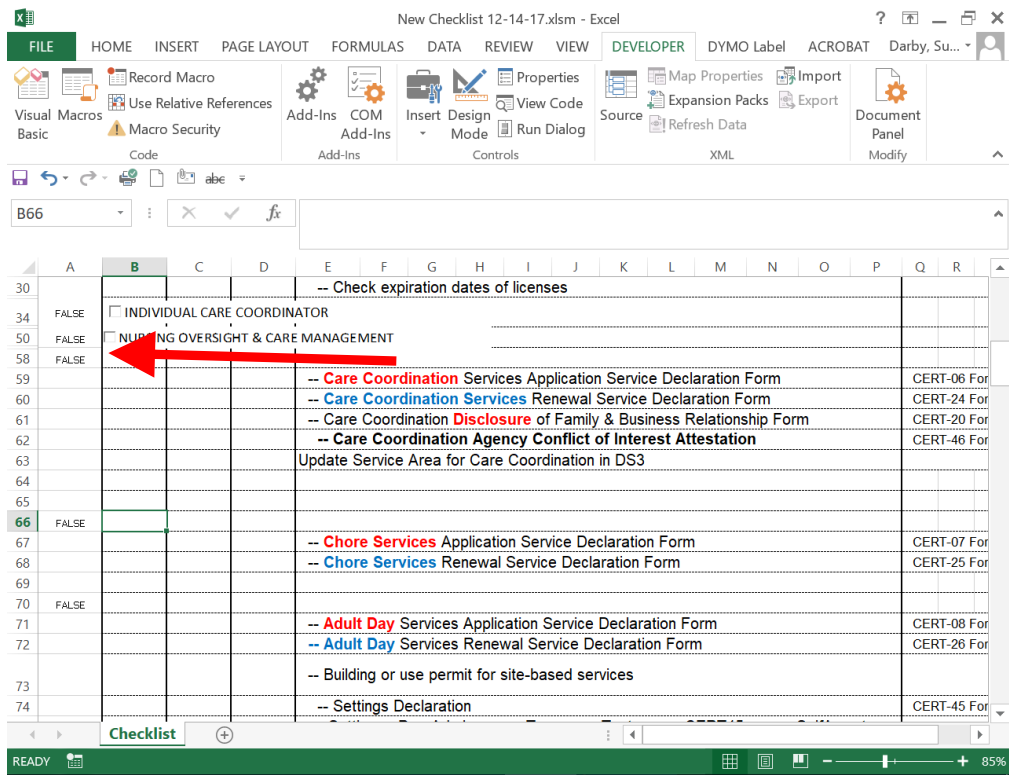 New Checklist 12-14-17.xlsm - Excel
FILE HOME INSERT PAGE LAYOUT FORMULAS DATA REVIEW VIEW DEVELOPER DYMO Label ACROBAT Darby, Su...
Visual Basic
Macros
Record Macro
Use Relative References
Macro Security
Code
Add-Ins
COM Add-Ins
Add-Ins
Insert
Design Mode
Properties
View Code
Run Dialog
Controls
Source
Map Properties
Expansion Packs
Refresh Data
Import
Export
XML
Document Panel
Modify
abc
B66
fx
A B C D E F G H I J K L M N O P Q R
30 -- Check expiration dates of licenses
34 FALSE INDIVIDUAL CARE COORDINATOR
50 FALSE NURSING OVERSIGHT & CARE MANAGEMENT
58 FALSE
59 -- Care Coordination Services Application Service Declaration Form CERT-06 For
60 -- Care Coordination Services Renewal Service Declaration Form CERT-24 For
61 -- Care Coordination Disclosure of Family & Business Relationship Form CERT-20 For
62 -- Care Coordination Agency Conflict of Interest Attestation CERT-46 For
63 Update Service Area for Care Coordination in DS3
64
65
66 FALSE
67 -- Chore Services Application Service Declaration Form CERT-07 For
68 -- Chore Services Renewal Service Declaration Form CERT-25 For
69
70 FALSE
71 -- Adult Day Services Application Service Declaration Form CERT-08 For
72 -- Adult Day Services Renewal Service Declaration Form CERT-26 For
73 -- Building or use permit for site-based services
74 -- Settings Declaration CERT-45 For
Checklist
READY
85%